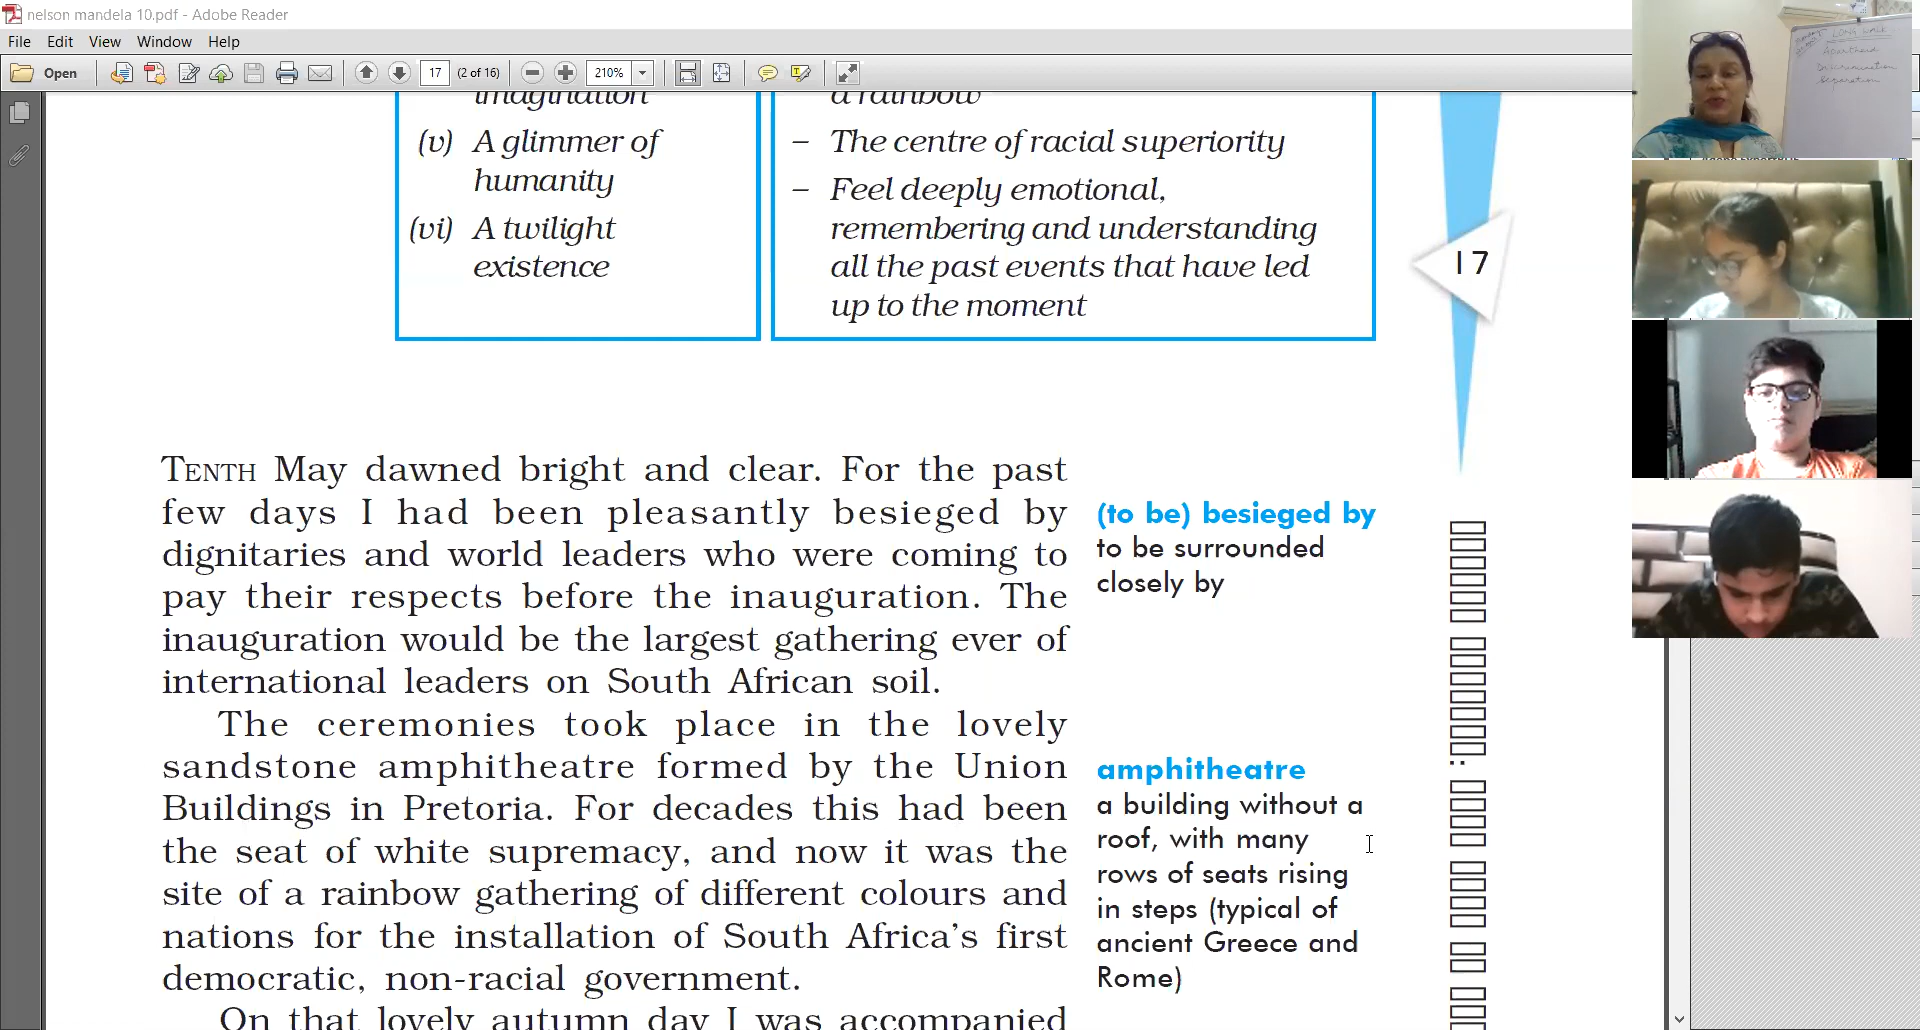 nelson mandela 10.pdf - Adobe Reader
File Edit View Window Help
Open 17 (2 of 16) 210%
imagination
a rainbow
(v) A glimmer of
humanity
– The centre of racial superiority
(vi) A twilight
existence
– Feel deeply emotional,
remembering and understanding
all the past events that have led
up to the moment
17
TENTH May dawned bright and clear. For the past
few days I had been pleasantly besieged by
dignitaries and world leaders who were coming to
pay their respects before the inauguration. The
inauguration would be the largest gathering ever of
international leaders on South African soil.
(to be) besieged by
to be surrounded
closely by
The ceremonies took place in the lovely
sandstone amphitheatre formed by the Union
Buildings in Pretoria. For decades this had been
the seat of white supremacy, and now it was the
site of a rainbow gathering of different colours and
nations for the installation of South Africa's first
democratic, non-racial government.
amphitheatre
a building without a
roof, with many
rows of seats rising
in steps (typical of
ancient Greece and
Rome)
On that lovely autumn day I was accompanied
LONG WALK
Apartheid
Discrimination
Separation